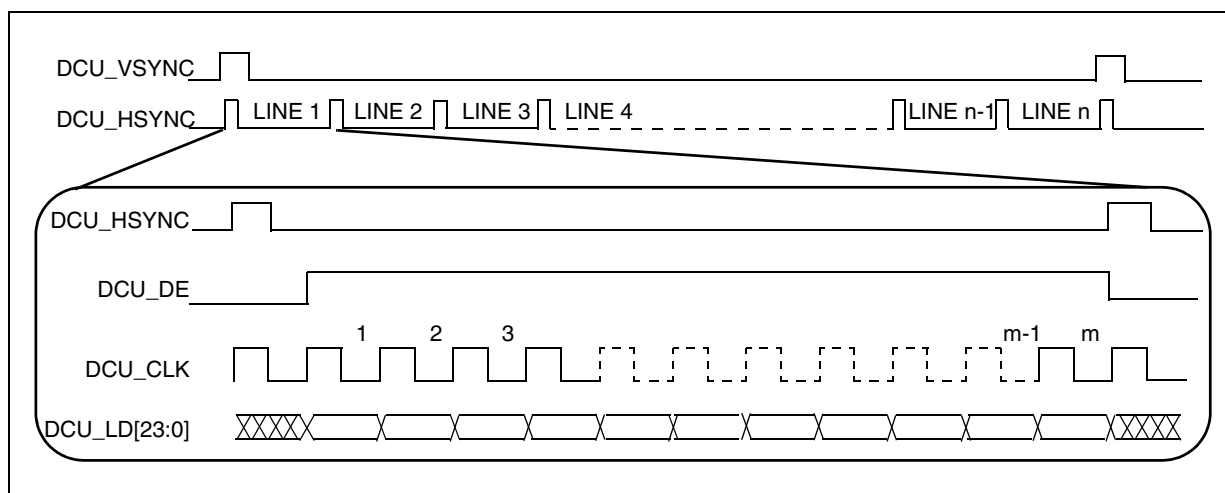 DCU_VSYNC
DCU_HSYNC LINE 1 LINE 2 LINE 3 LINE 4 LINE n-1 LINE n
DCU_HSYNC
DCU_DE
1 2 3 m-1 m
DCU_CLK
DCU_LD[23:0]